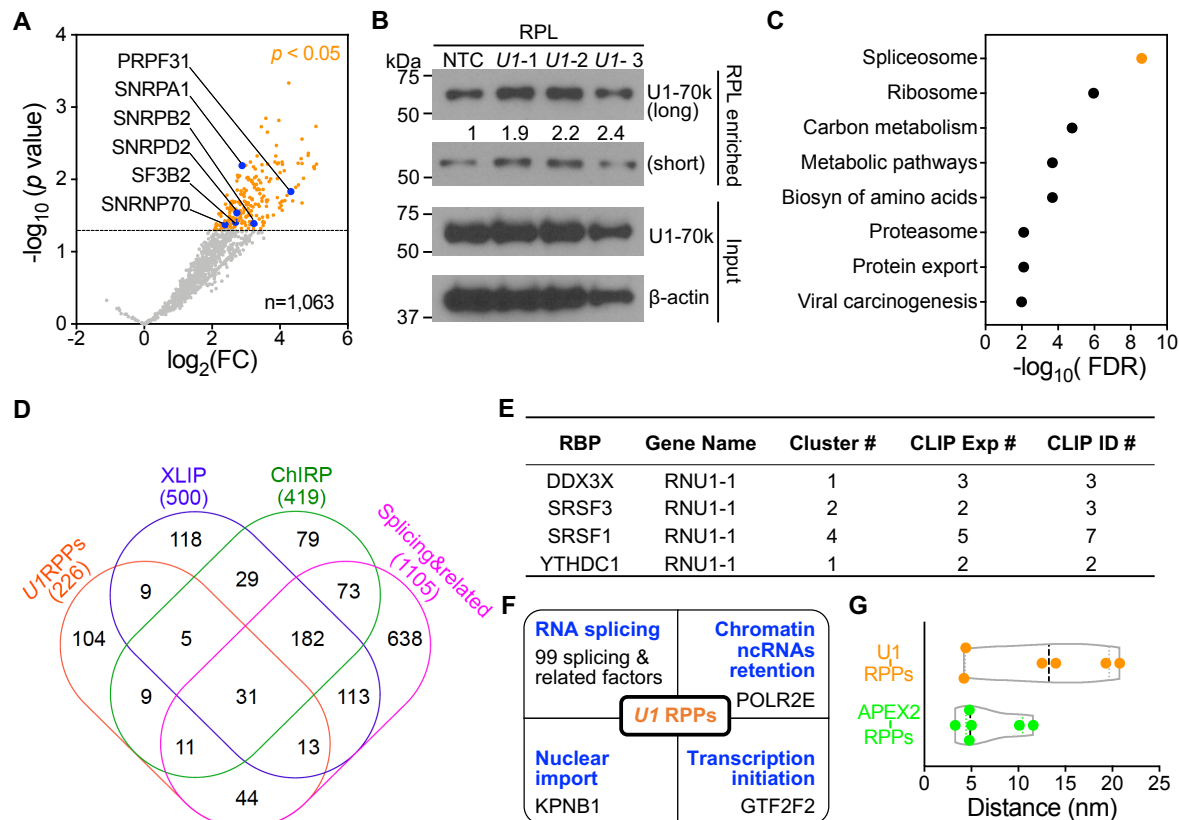 A
4
3
2
1
0
-log10 (p value)
p < 0.05
PRPF31
SNRPA1
SNRPB2
SNRPD2
SF3B2
SNRNP70
n=1,063
-2
0
2
4
6
log2(FC)
B
RPL
kDa
NTC U1-1 U1-2 U1- 3
75
50
U1-70k
(long)
1 1.9 2.2 2.4
50
(short)
RPL enriched
75
50
U1-70k
37
β-actin
Input
C
Spliceosome
Ribosome
Carbon metabolism
Metabolic pathways
Biosyn of amino acids
Proteasome
Protein export
Viral carcinogenesis
0 2 4 6 8 10
-log10( FDR)
D
XLIP
(500)
ChIRP
(419)
U1RPPs
(226)
Splicing&related
(1105)
118
79
29
9
73
104
5
182
638
9
31
113
11
13
44
E
RBP Gene Name Cluster # CLIP Exp # CLIP ID #
DDX3X RNU1-1 1 3 3
SRSF3 RNU1-1 2 2 3
SRSF1 RNU1-1 4 5 7
YTHDC1 RNU1-1 1 2 2
F
RNA splicing
99 splicing &
related factors
Chromatin
ncRNAs
retention
POLR2E
U1 RPPs
Nuclear
import
KPNB1
Transcription
initiation
GTF2F2
G
U1
RPPs
APEX2
RPPs
0 5 10 15 20 25
Distance (nm)